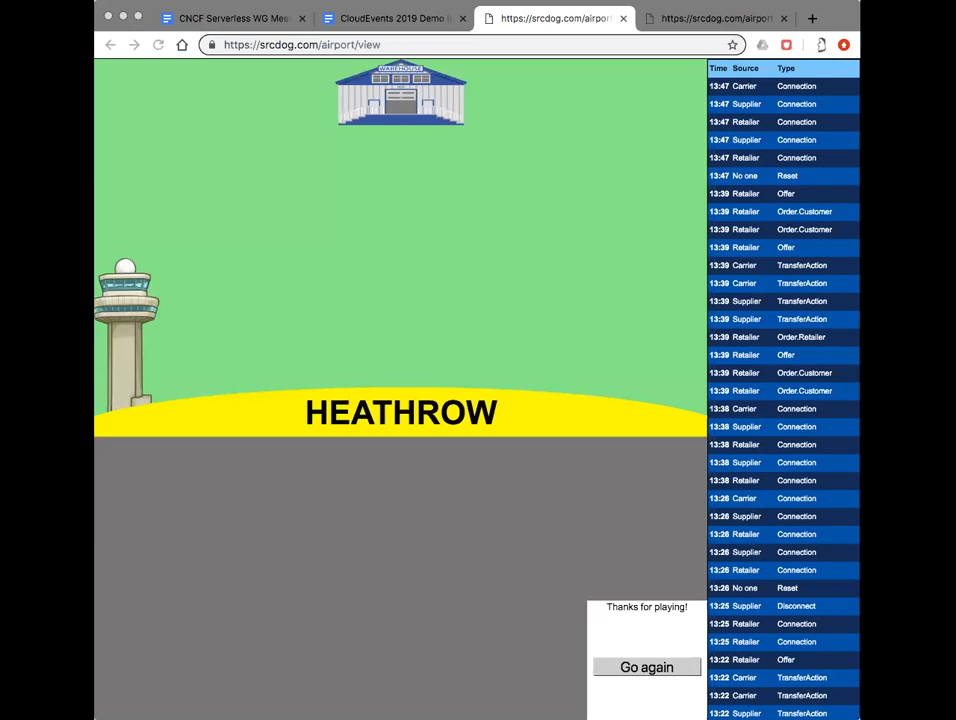 CNCF Serverless WG Mee
CloudEvents 2019 Demo
https://srcdog.com/airport
https://srcdog.com/airport
https://srcdog.com/airport/view
WAREHOUSE
HEATHROW
Thanks for playing!
Go again
Time Source Type
13:47 Carrier Connection
13:47 Supplier Connection
13:47 Retailer Connection
13:47 Supplier Connection
13:47 Retailer Connection
13:47 No one Reset
13:39 Retailer Offer
13:39 Retailer Order.Customer
13:39 Retailer Order.Customer
13:39 Retailer Offer
13:39 Carrier TransferAction
13:39 Carrier TransferAction
13:39 Supplier TransferAction
13:39 Supplier TransferAction
13:39 Retailer Order.Retailer
13:39 Retailer Offer
13:39 Retailer Order.Customer
13:39 Retailer Order.Customer
13:38 Carrier Connection
13:38 Supplier Connection
13:38 Retailer Connection
13:38 Supplier Connection
13:38 Retailer Connection
13:26 Carrier Connection
13:26 Supplier Connection
13:26 Retailer Connection
13:26 Supplier Connection
13:26 Retailer Connection
13:26 No one Reset
13:25 Supplier Disconnect
13:25 Retailer Connection
13:25 Retailer Connection
13:22 Retailer Offer
13:22 Carrier TransferAction
13:22 Carrier TransferAction
13:22 Supplier TransferAction